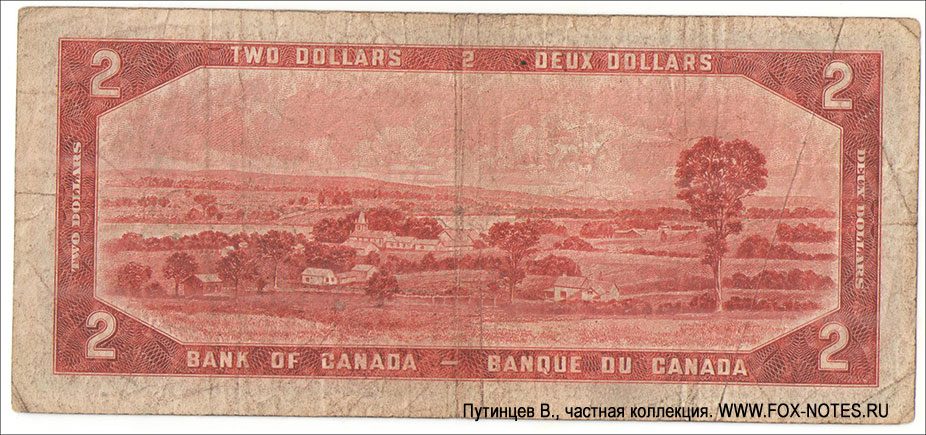 2 TWO DOLLARS 2 DEUX DOLLARS 2
TWO DOLLARS
DEUX DOLLARS
2 BANK OF CANADA – BANQUE DU CANADA 2
Путинцев В., частная коллекция. WWW.FOX-NOTES.RU